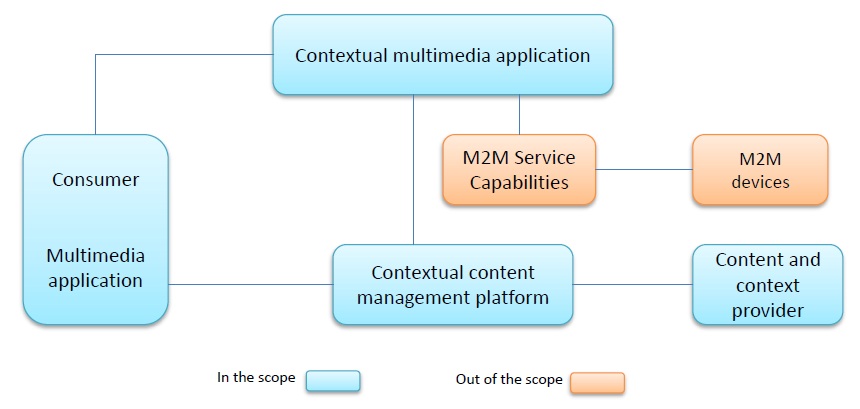 Contextual multimedia application
Consumer
Multimedia
application
M2M Service
Capabilities
M2M
devices
Contextual content
management platform
Content and
context
provider
In the scope
Out of the scope